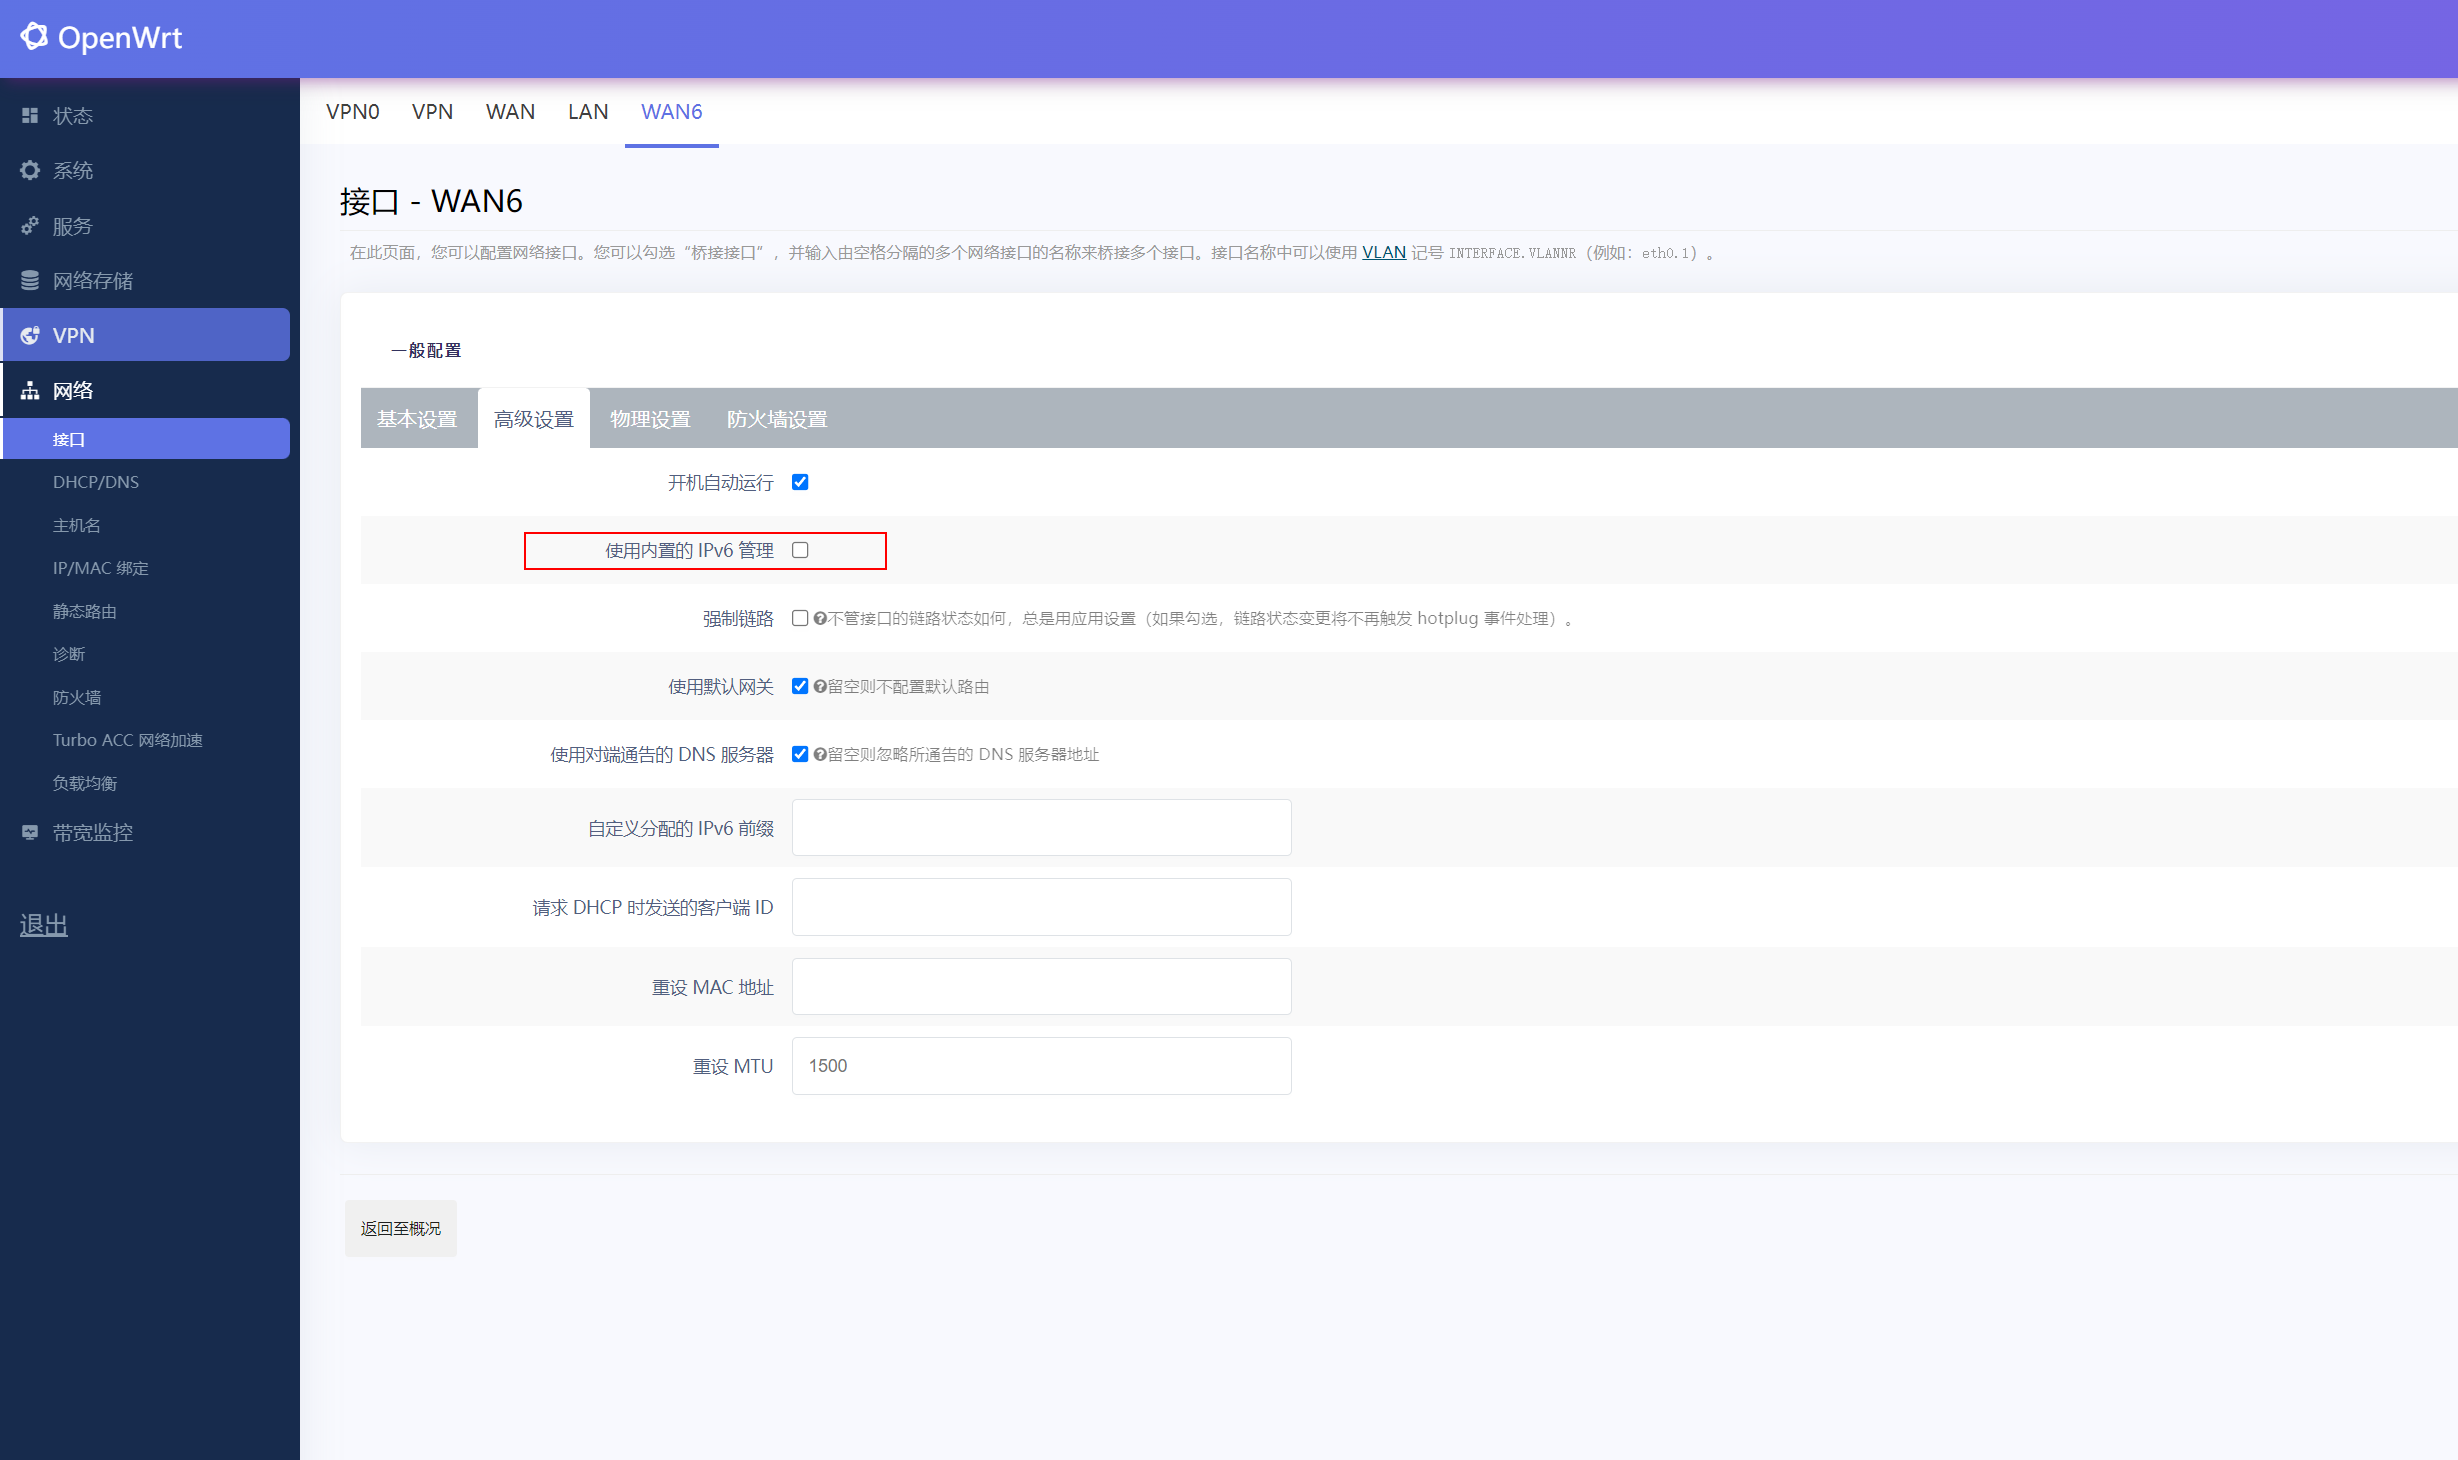 OpenWrt
状态
系统
服务
网络存储
VPN
网络
接口
DHCP/DNS
主机名
IP/MAC 绑定
静态路由
诊断
防火墙
Turbo ACC 网络加速
负载均衡
带宽监控
退出
VPN0 VPN WAN LAN WAN6
接口 - WAN6
在此页面，您可以配置网络接口。您可以勾选“桥接接口”，并输入由空格分隔的多个网络接口的名称来桥接多个接口。接口名称中可以使用 VLAN 记号 INTERFACE.VLANNR（例如：eth0.1）。
一般配置
基本设置 高级设置 物理设置 防火墙设置
开机自动运行
使用内置的 IPv6 管理
强制链路 不管接口的链路状态如何，总是用应用设置（如果勾选，链路状态变更将不再触发 hotplug 事件处理）。
使用默认网关 留空则不配置默认路由
使用对端通告的 DNS 服务器 留空则忽略所通告的 DNS 服务器地址
自定义分配的 IPv6 前缀
请求 DHCP 时发送的客户端 ID
重设 MAC 地址
重设 MTU 1500
返回至概况